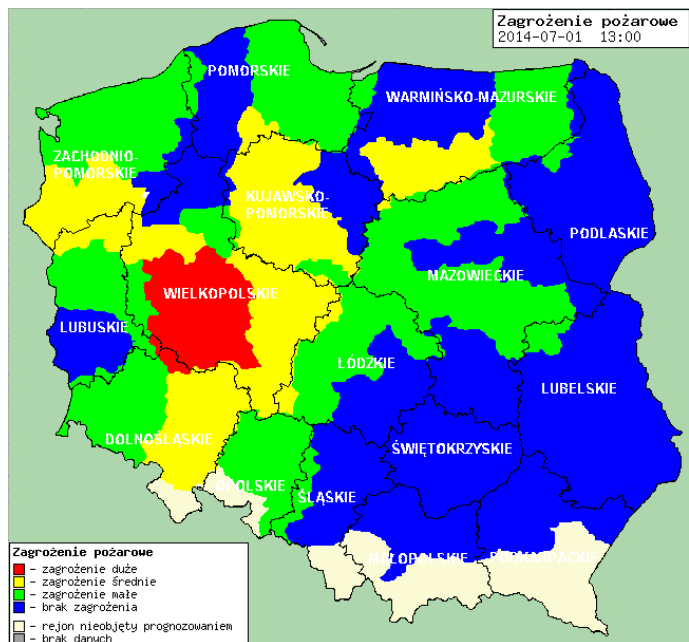 Zagrożenie pożarowe
2014-07-01 13:00
POMORSKIE
WARMIŃSKO-MAZURSKIE
ZACHODNIO-
POMORSKIE
KUJAWSKO-
POMORSKIE
PODLASKIE
MAZOWIECKIE
WIELKOPOLSKIE
LUBUSKIE
ŁÓDZKIE
LUBELSKIE
DOLNOŚLĄSKIE
ŚWIĘTOKRZYSKIE
OPOLSKIE
ŚLĄSKIE
MAŁOPOLSKIE
PODKARPACKIE
Zagrożenie pożarowe
- zagrożenie duże
- zagrożenie średnie
- zagrożenie małe
- brak zagrożenia
- rejon nieobjęty prognozowaniem
- brak danych